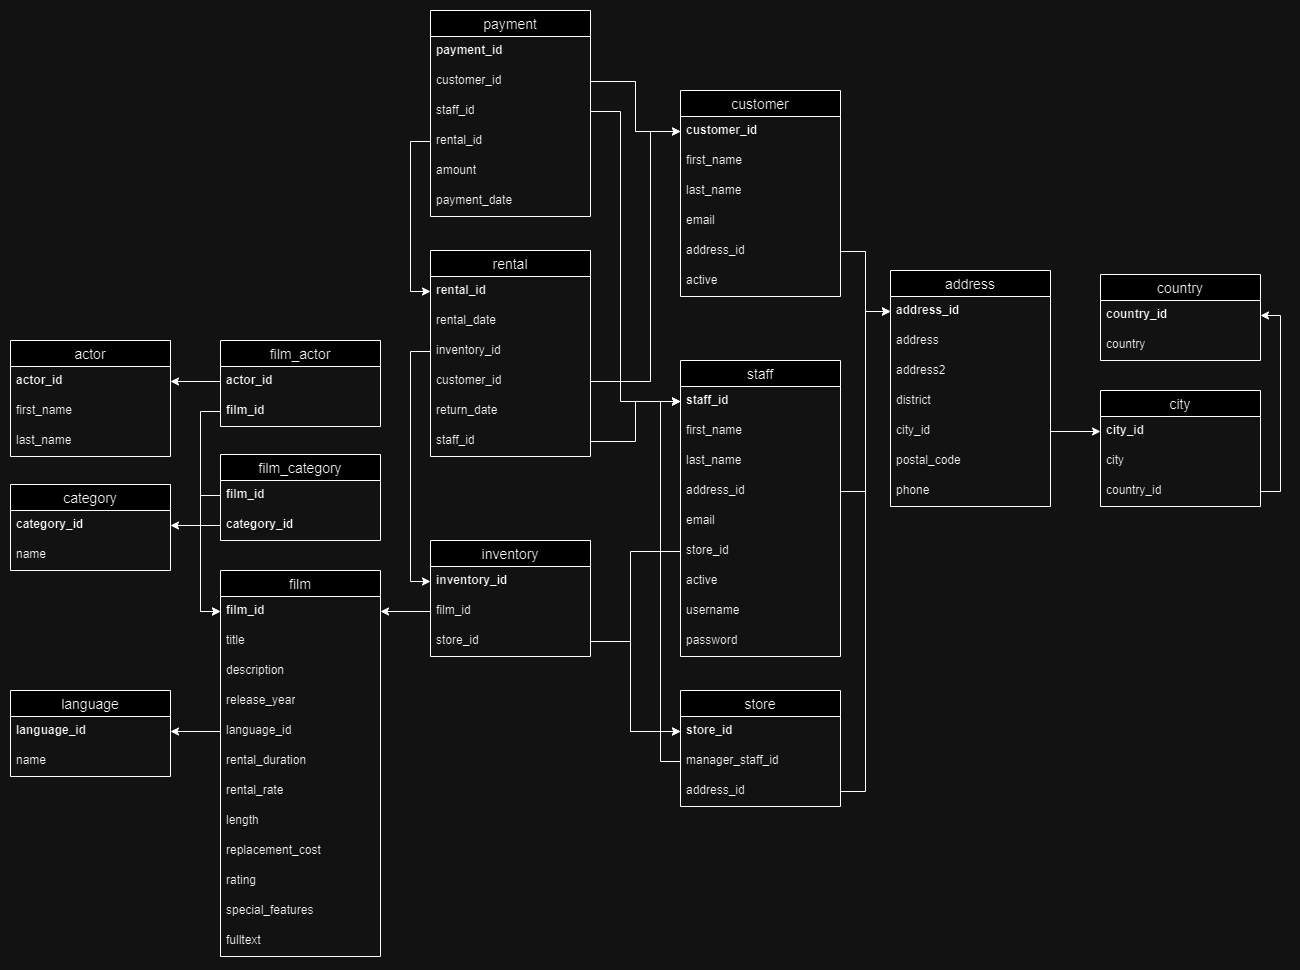 payment
payment_id
customer_id
staff_id
rental_id
amount
payment_date
customer
customer_id
first_name
last_name
email
address_id
active
rental
rental_id
rental_date
inventory_id
customer_id
return_date
staff_id
address
address_id
address
address2
district
city_id
postal_code
phone
country
country_id
country
city
city_id
city
country_id
actor
actor_id
first_name
last_name
film_actor
actor_id
film_id
film_category
film_id
category_id
category
category_id
name
staff
staff_id
first_name
last_name
address_id
email
store_id
active
username
password
inventory
inventory_id
film_id
store_id
film
film_id
title
description
release_year
language_id
rental_duration
rental_rate
length
replacement_cost
rating
special_features
fulltext
language
language_id
name
store
store_id
manager_staff_id
address_id